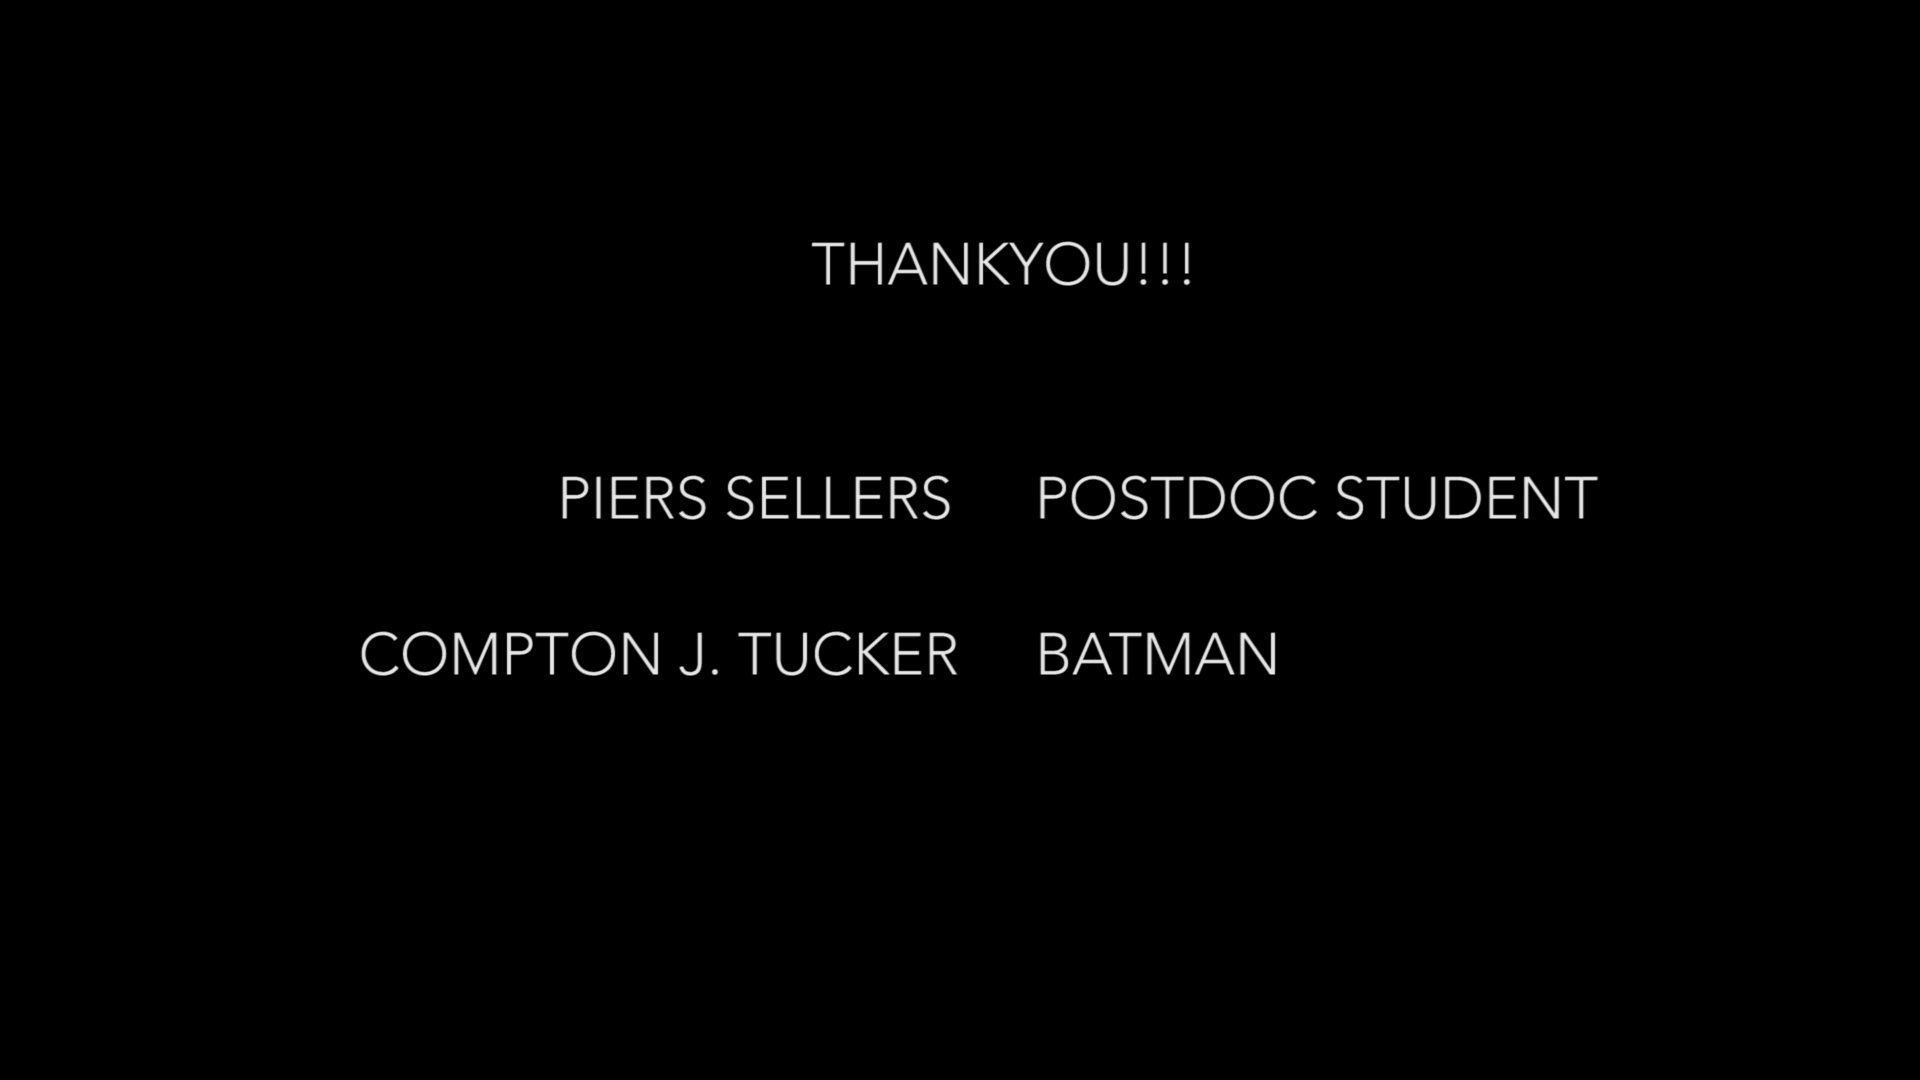 THANKYOU!!!
PIERS SELLERS POSTDOC STUDENT
COMPTON J. TUCKER BATMAN